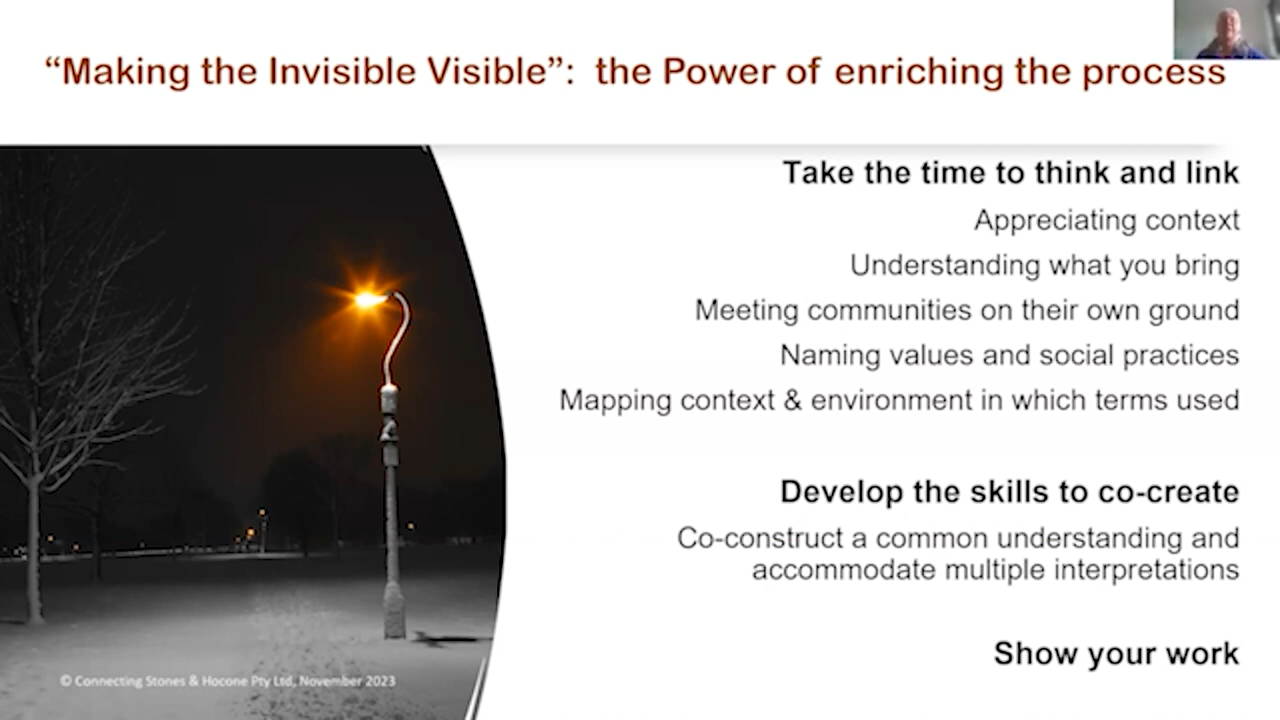 “Making the Invisible Visible”: the Power of enriching the process
Take the time to think and link
Appreciating context
Understanding what you bring
Meeting communities on their own ground
Naming values and social practices
Mapping context & environment in which terms used
Develop the skills to co-create
Co-construct a common understanding and
accommodate multiple interpretations
Show your work
© Connecting Stones & Hocone Pty Ltd, November 2023